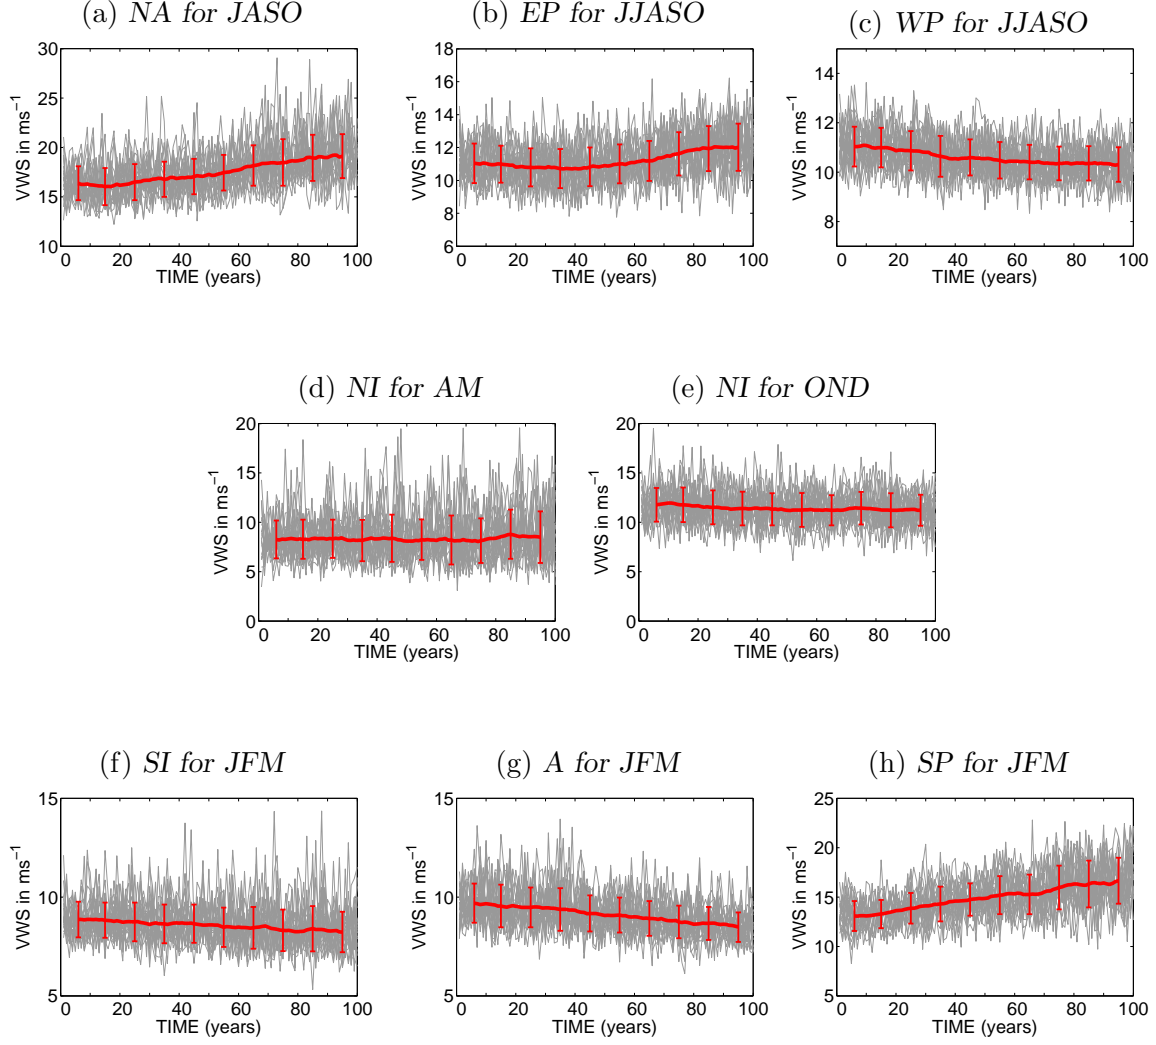 (a) NA for JASO
(b) EP for JJASO
(c) WP for JJASO
30
25
20
15
10
VWS in ms⁻¹
0 20 40 60 80 100
TIME (years)
18
16
14
12
10
8
6
VWS in ms⁻¹
0 20 40 60 80 100
TIME (years)
14
12
10
8
VWS in ms⁻¹
0 20 40 60 80 100
TIME (years)
(d) NI for AM
(e) NI for OND
20
15
10
5
0
VWS in ms⁻¹
0 20 40 60 80 100
TIME (years)
20
15
10
5
0
VWS in ms⁻¹
0 20 40 60 80 100
TIME (years)
(f) SI for JFM
(g) A for JFM
(h) SP for JFM
15
10
5
VWS in ms⁻¹
0 20 40 60 80 100
TIME (years)
15
10
5
VWS in ms⁻¹
0 20 40 60 80 100
TIME (years)
25
20
15
10
5
VWS in ms⁻¹
0 20 40 60 80 100
TIME (years)